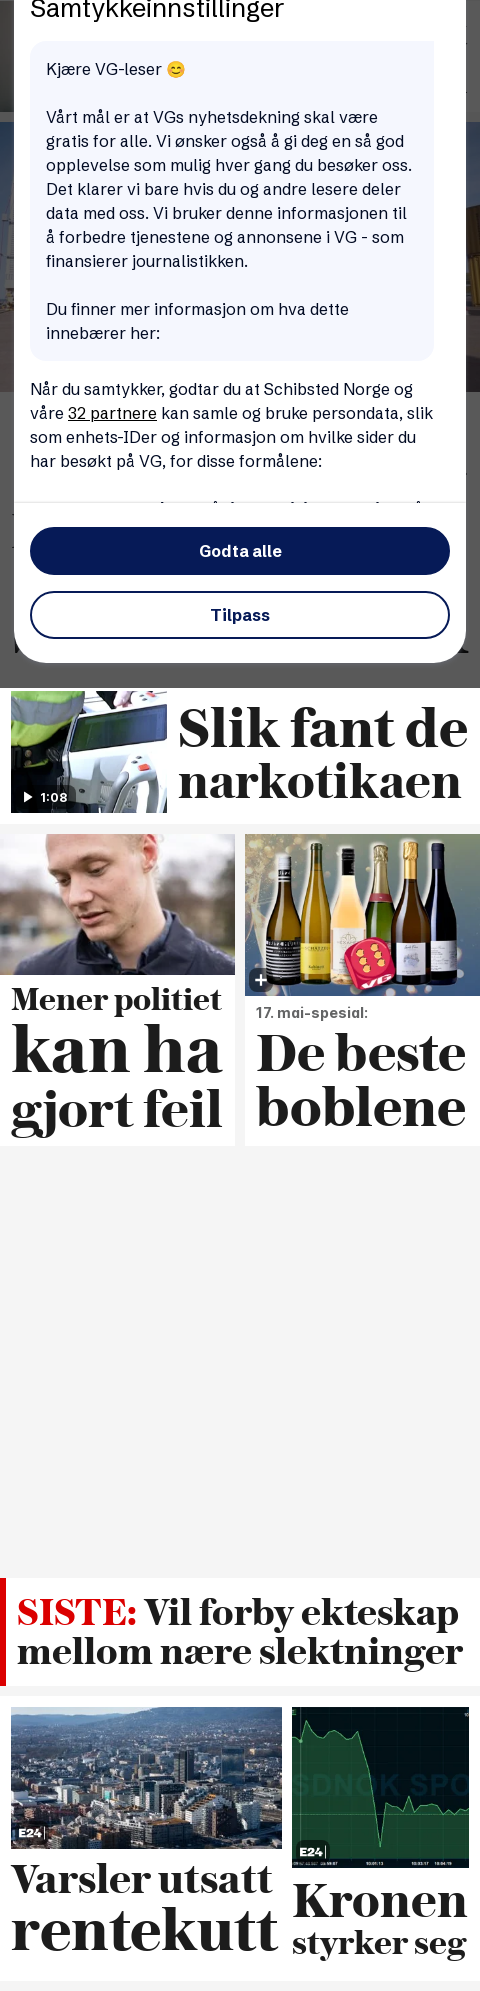 Samtykkeinnstillinger
Kjære VG-leser 😊
Vårt mål er at VGs nyhetsdekning skal være
gratis for alle. Vi ønsker også å gi deg en så god
opplevelse som mulig hver gang du besøker oss.
Det klarer vi bare hvis du og andre lesere deler
data med oss. Vi bruker denne informasjonen til
å forbedre tjenestene og annonsene i VG - som
finansierer journalistikken.
Du finner mer informasjon om hva dette
innebærer her:
Når du samtykker, godtar du at Schibsted Norge og
våre 32 partnere kan samle og bruke persondata, slik
som enhets-IDer og informasjon om hvilke sider du
har besøkt på VG, for disse formålene:
Godta alle
Tilpass
1:08
Slik fant de
narkotikaen
Mener politiet
kan ha
gjort feil
VG
17. mai-spesial:
De beste
boblene
SISTE: Vil forby ekteskap
mellom nære slektninger
E24
Varsler utsatt
rentekutt
E24
Kronen
styrker seg